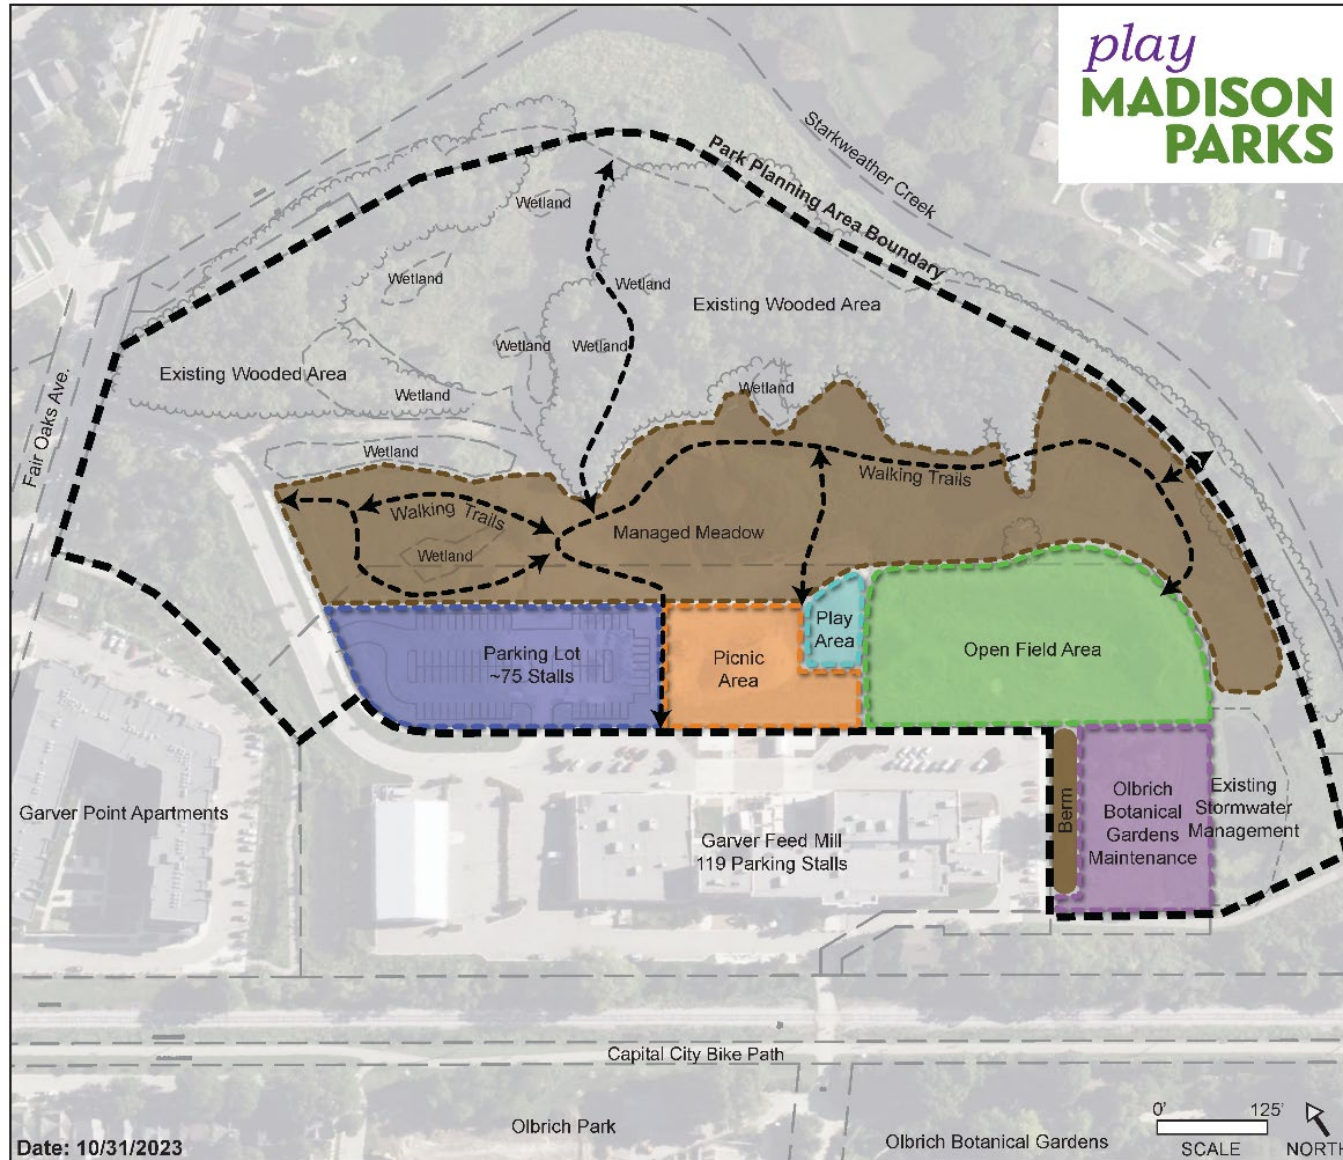 play
MADISON
PARKS
Starkweather Creek
Park Planning Area Boundary
Wetland
Wetland
Wetland
Existing Wooded Area
Wetland
Wetland
Existing Wooded Area
Wetland
Wetland
Fair Oaks Ave.
Wetland
Walking Trails
Walking Trails
Managed Meadow
Wetland
Play
Area
Parking Lot
~75 Stalls
Picnic
Area
Open Field Area
Garver Point Apartments
Garver Feed Mill
119 Parking Stalls
Berm
Olbrich
Botanical
Gardens
Maintenance
Existing
Stormwater
Management
Capital City Bike Path
Olbrich Park
Olbrich Botanical Gardens
Date: 10/31/2023
0' 125'
SCALE
NORTH